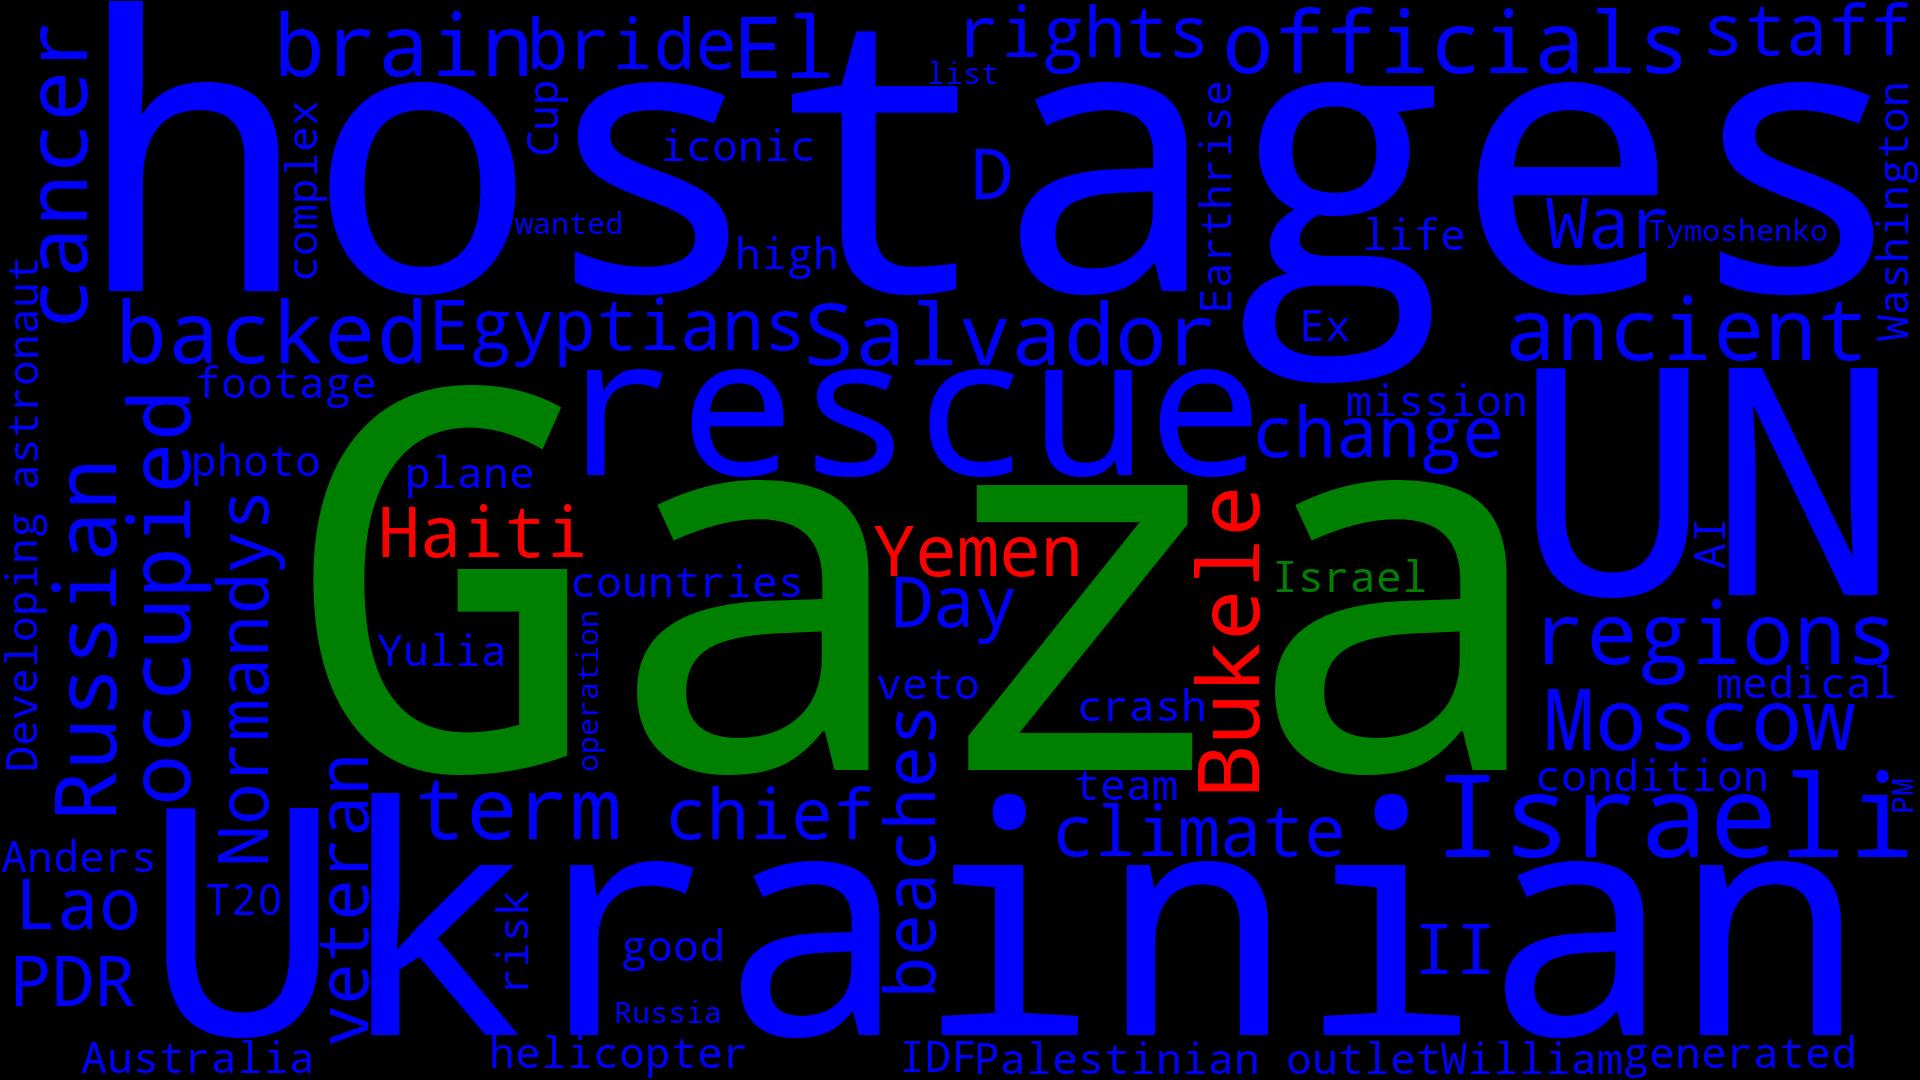 hostages
brain
bride
El
rights
officials
staff
cancer
list
Cup
complex
iconic
D
Earthrise
Washington
wanted
high
life
War
Tymoshenko
backed
Egyptians
Salvador
Ex
ancient
Developing astronaut
footage
rescue
mission
change
UN
Russian
occupied
photo
plane
Gaza
Normandys
Haiti
Yemen
Bukele
Israel
AI
countries
Day
operation
Yulia
regions
veto
crash
medical
Moscow
beaches
team
condition
veteran
term
chief
climate
Israeli
PM
Ukrainian
Anders
Lao
T20
risk
good
II
PDR
Russia
Australia
helicopter
IDF
Palestinian
outlet
William
generated